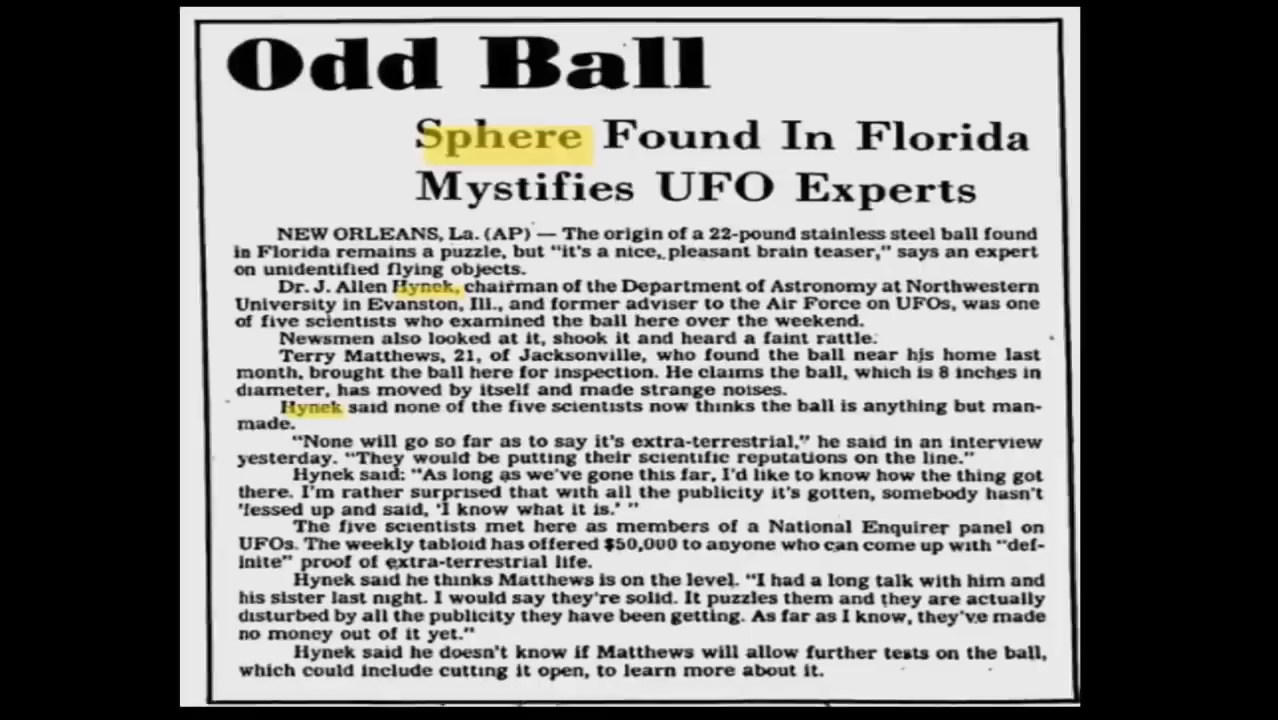 Odd Ball
Sphere Found In Florida
Mystifies UFO Experts
NEW ORLEANS, La. (AP) — The origin of a 22-pound stainless steel ball found
in Florida remains a puzzle, but “it’s a nice, pleasant brain teaser,” says an expert
on unidentified flying objects.
Dr. J. Allen Hynek, chairman of the Department of Astronomy at Northwestern
University in Evanston, Ill., and former adviser to the Air Force on UFOs, was one
of five scientists who examined the ball here over the weekend.
Newsmen also looked at it, shook it and heard a faint rattle.
Terry Matthews, 21, of Jacksonville, who found the ball near his home last
month, brought the ball here for inspection. He claims the ball, which is 8 inches in
diameter, has moved by itself and made strange noises.
Hynek said none of the five scientists now thinks the ball is anything but man-
made.
“None will go so far as to say it’s extra-terrestrial,” he said in an interview
yesterday. “They would be putting their scientific reputations on the line.”
Hynek said: “As long as we’ve gone this far, I’d like to know how the thing got
there. I’m rather surprised that with all the publicity it’s gotten, somebody hasn’t
'fessed up and said, ‘I know what it is.’ ”
The five scientists met here as members of a National Enquirer panel on
UFOs. The weekly tabloid has offered $50,000 to anyone who can come up with “def-
inite” proof of extra-terrestrial life.
Hynek said he thinks Matthews is on the level. “I had a long talk with him and
his sister last night. I would say they’re solid. It puzzles them and they are actually
disturbed by all the publicity they have been getting. As far as I know, they’ve made
no money out of it yet.”
Hynek said he doesn’t know if Matthews will allow further tests on the ball,
which could include cutting it open, to learn more about it.